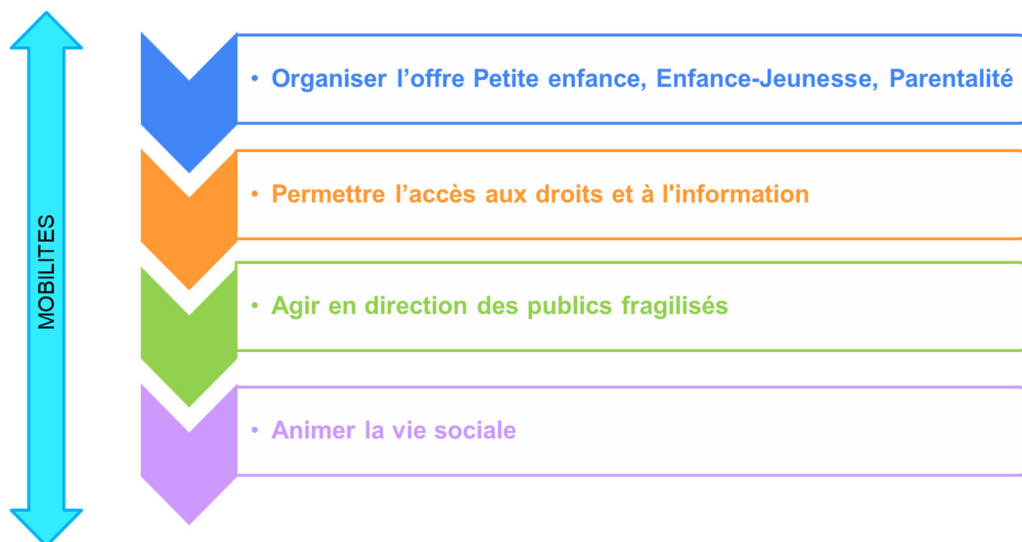 MOBILITES
• Organiser l’offre Petite enfance, Enfance-Jeunesse, Parentalité
• Permettre l’accès aux droits et à l'information
• Agir en direction des publics fragilisés
• Animer la vie sociale